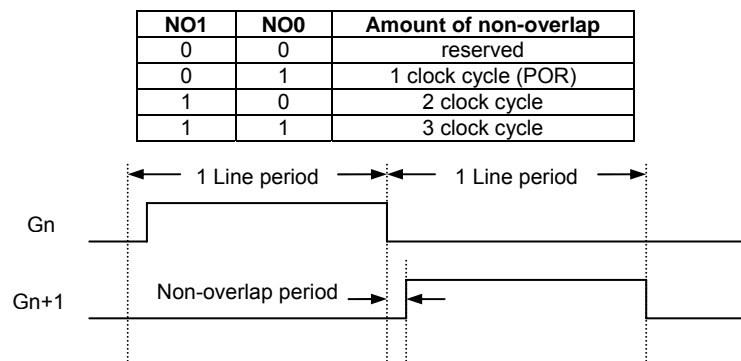 NO1 NO0 Amount of non-overlap
0 0 reserved
0 1 1 clock cycle (POR)
1 0 2 clock cycle
1 1 3 clock cycle
1 Line period 1 Line period
Gn
Non-overlap period
Gn+1